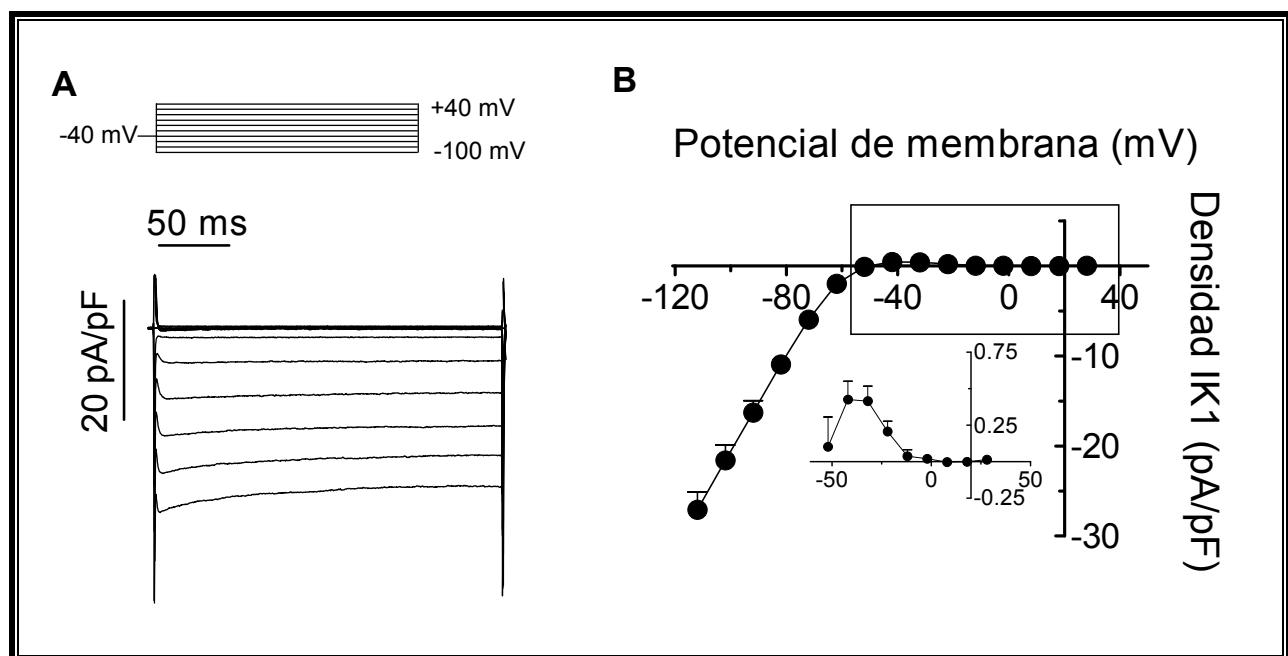 A
+40 mV
-40 mV
-100 mV
50 ms
20 pA/pF
B
Potencial de membrana (mV)
Densidad IK1 (pA/pF)
-120
-80
-40
0
40
-10
-20
-30
0.75
0.25
-0.25
-50
0
50